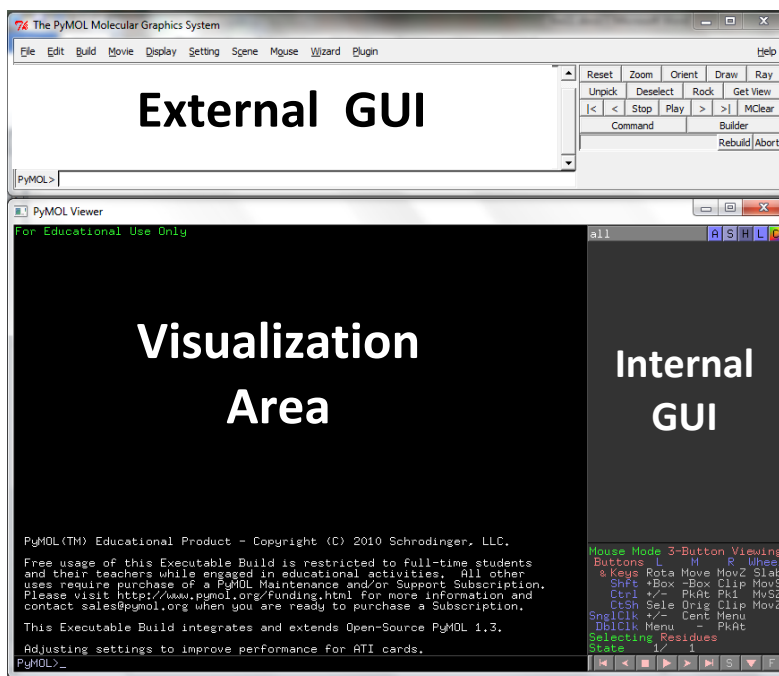 The PyMOL Molecular Graphics System
File Edit Build Movie Display Setting Scene Mouse Wizard Plugin Help
External GUI
Reset Zoom Orient Draw Ray
Unpick Deselect Rock Get View
|< < Stop Play > >| MClear
Command Builder
Rebuild Abort
PyMOL>
PyMOL Viewer
For Educational Use Only
all A S H L C
Visualization
Area
Internal
GUI
PyMOL(TM) Educational Product - Copyright (C) 2010 Schrodinger, LLC.
Free usage of this Executable Build is restricted to full-time students
and their teachers while engaged in educational activities. All other
uses require purchase of a PyMOL Maintenance and/or Support Subscription.
Please visit http://www.pymol.org/funding.html for more information and
contact sales@pymol.org when you are ready to purchase a Subscription.
This Executable Build integrates and extends Open-Source PyMOL 1.3.
Adjusting settings to improve performance for ATI cards.
PyMOL>_
Mouse Mode 3-Button Viewing
Buttons L M R Whee
& Keys Rota Move MovZ Slab
Shft +Box -Box Clip MovS
Ctrl +/- PkAt Pk1 MvSZ
CtSh Sele Orig Clip MovZ
SnglClk +/- Cent Menu
DblClk Menu - PkAt
Selecting Residues
State 1/ 1
S F